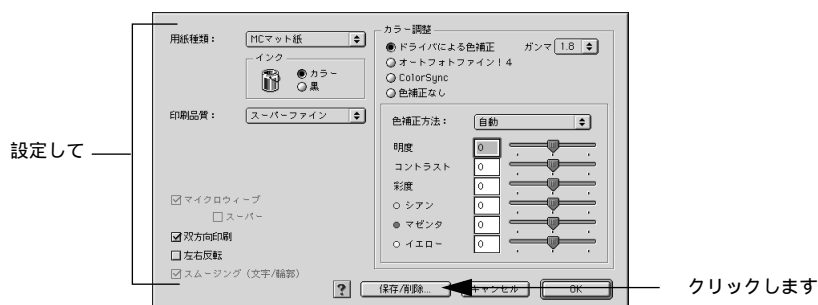 用紙種類： MCマット紙
インク
カラー
黒
印刷品質： スーパーファイン
設定して
マイクロウィーブ
スーパー
双方向印刷
左右反転
スムージング（文字/輪郭）
カラー調整
ドライバによる色補正 ガンマ 1.8
オートフォトファイン！4
ColorSync
色補正なし
色補正方法： 自動
明度 0
コントラスト 0
彩度 0
シアン 0
マゼンタ 0
イエロー 0
? 保存/削除... キャンセル OK
クリックします